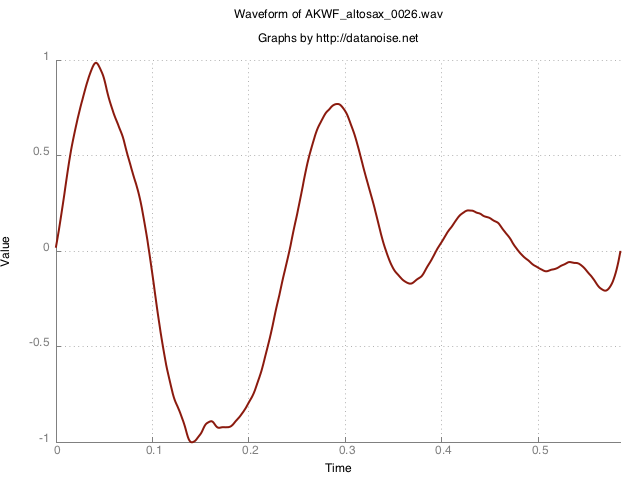 Waveform of AKWF_altosax_0026.wav
Graphs by http://datanoise.net
1
0.5
0
-0.5
-1
Value
0
0.1
0.2
0.3
0.4
0.5
Time